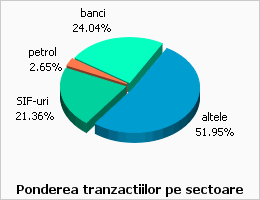 banci
24.04%
petrol
2.65%
SIF-uri
21.36%
altele
51.95%
Ponderea tranzactiilor pe sectoare